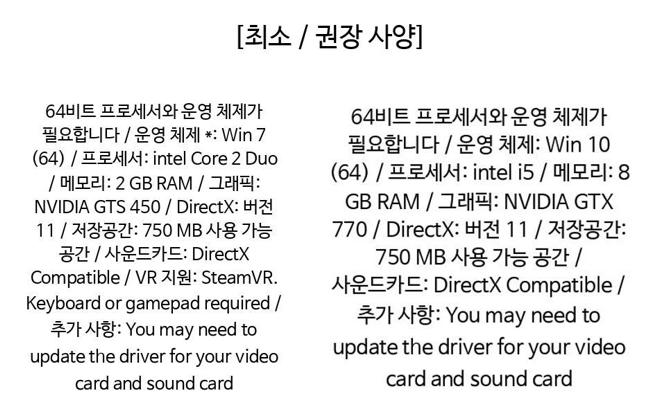 [최소 / 권장 사양]
64비트 프로세서와 운영 체제가
필요합니다 / 운영 체제 *: Win 7
(64) / 프로세서: intel Core 2 Duo
/ 메모리: 2 GB RAM / 그래픽:
NVIDIA GTS 450 / DirectX: 버전
11 / 저장공간: 750 MB 사용 가능
공간 / 사운드카드: DirectX
Compatible / VR 지원: SteamVR.
Keyboard or gamepad required /
추가 사항: You may need to
update the driver for your video
card and sound card
64비트 프로세서와 운영 체제가
필요합니다 / 운영 체제: Win 10
(64) / 프로세서: intel i5 / 메모리: 8
GB RAM / 그래픽: NVIDIA GTX
770 / DirectX: 버전 11 / 저장공간:
750 MB 사용 가능 공간 /
사운드카드: DirectX Compatible /
추가 사항: You may need to
update the driver for your video
card and sound card